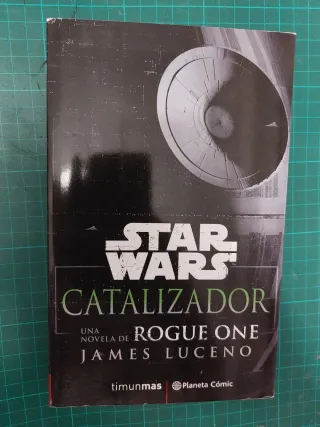 STAR
WARS
CATALIZADOR
UNA
NOVELA DE ROGUE ONE
JAMES LUCENO
timunmas
Planeta Cómic